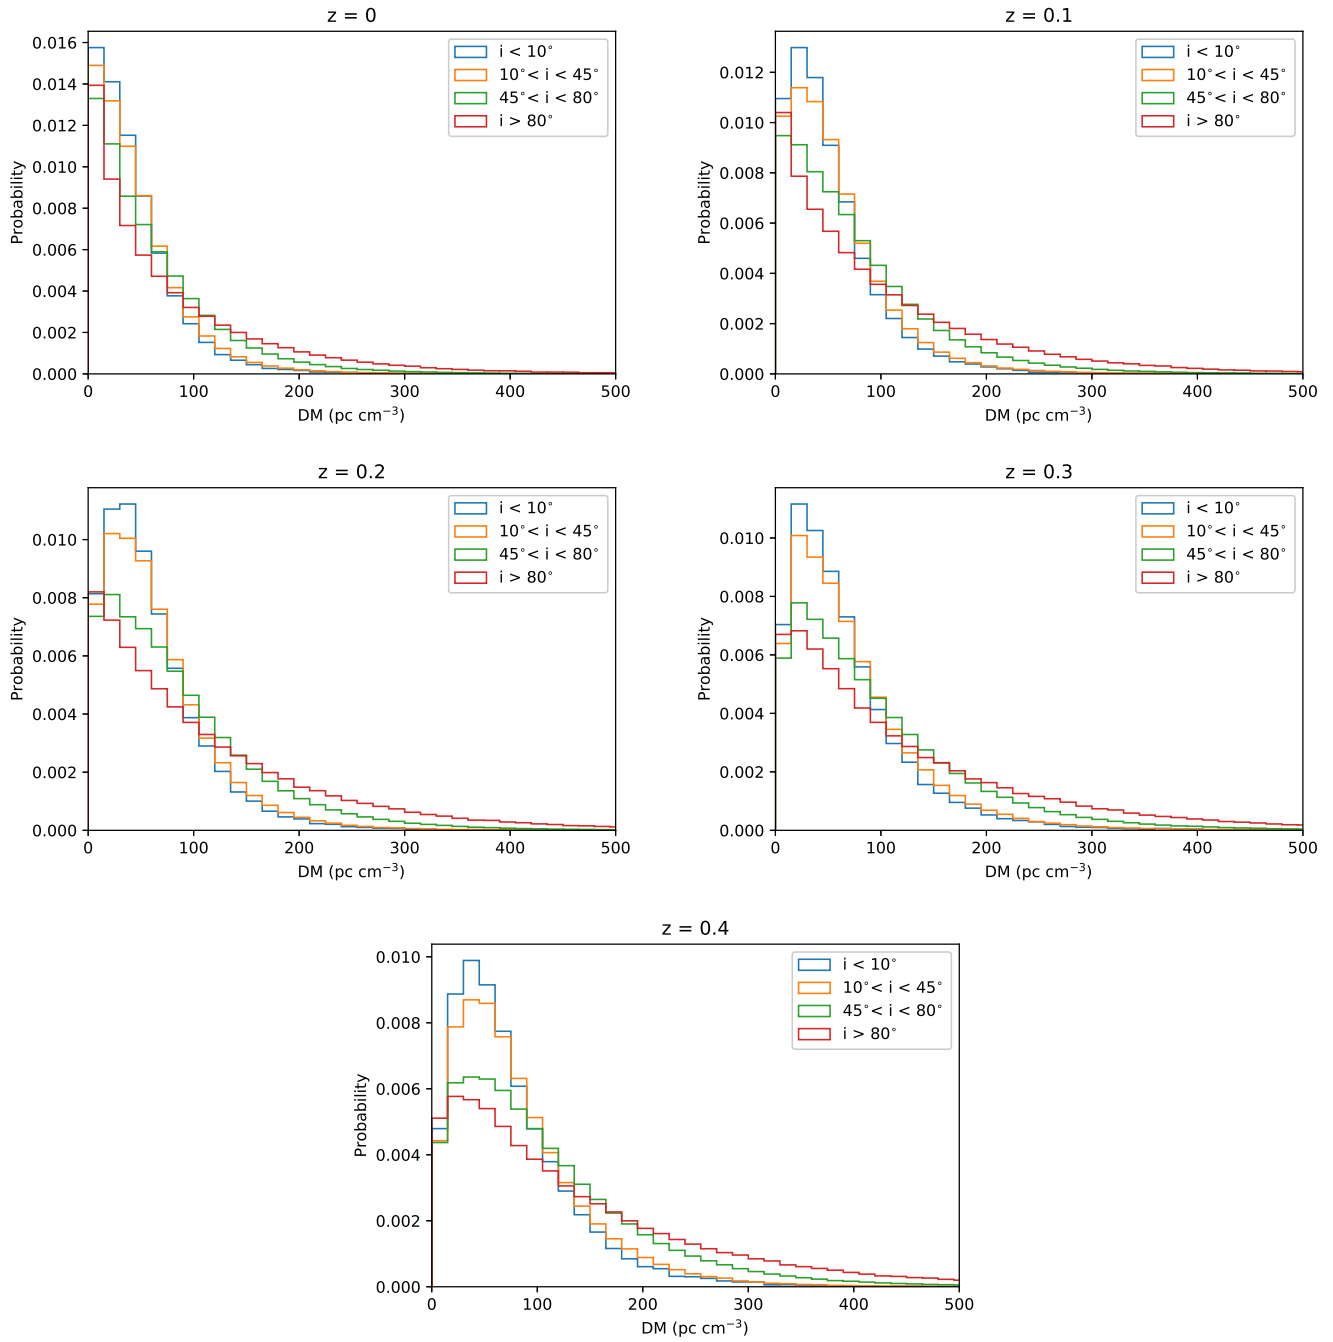 z = 0
0.016
0.014
0.012
0.010
0.008
0.006
0.004
0.002
0.000
Probability
i < 10°
10°< i < 45°
45°< i < 80°
i > 80°
0 100 200 300 400 500
DM (pc cm⁻³)
z = 0.1
0.012
0.010
0.008
0.006
0.004
0.002
0.000
Probability
i < 10°
10°< i < 45°
45°< i < 80°
i > 80°
0 100 200 300 400 500
DM (pc cm⁻³)
z = 0.2
0.010
0.008
0.006
0.004
0.002
0.000
Probability
i < 10°
10°< i < 45°
45°< i < 80°
i > 80°
0 100 200 300 400 500
DM (pc cm⁻³)
z = 0.3
0.010
0.008
0.006
0.004
0.002
0.000
Probability
i < 10°
10°< i < 45°
45°< i < 80°
i > 80°
0 100 200 300 400 500
DM (pc cm⁻³)
z = 0.4
0.010
0.008
0.006
0.004
0.002
0.000
Probability
i < 10°
10°< i < 45°
45°< i < 80°
i > 80°
0 100 200 300 400 500
DM (pc cm⁻³)